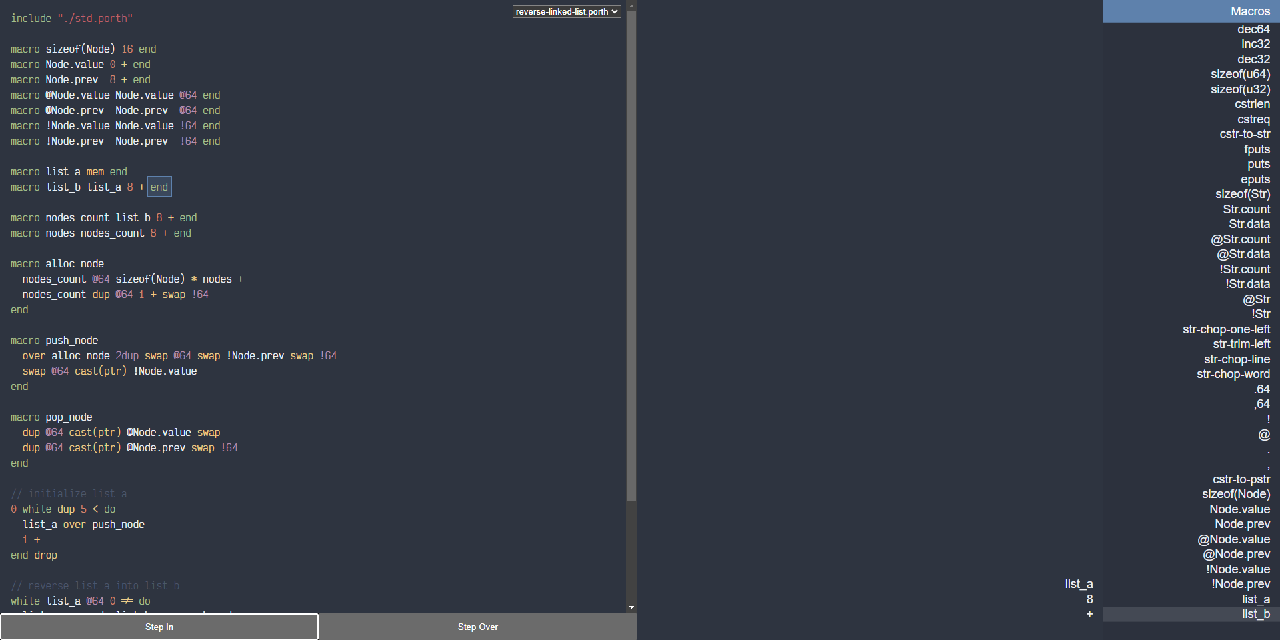 include "./std.porth"
reverse-linked-list.porth
macro sizeof(Node) 16 end
macro Node.value 0 + end
macro Node.prev 8 + end
macro @Node.value Node.value @64 end
macro @Node.prev Node.prev @64 end
macro !Node.value Node.value !64 end
macro !Node.prev Node.prev !64 end
macro list_a mem end
macro list_b list_a 8 + end
macro nodes_count list_b 8 + end
macro nodes nodes_count 8 + end
macro alloc_node
nodes_count @64 sizeof(Node) * nodes +
nodes_count dup @64 1 + swap !64
end
macro push_node
over alloc_node 2dup swap @64 swap !Node.prev swap !64
swap @64 cast(ptr) !Node.value
end
macro pop_node
dup @64 cast(ptr) @Node.value swap
dup @64 cast(ptr) @Node.prev swap !64
end
// initialize list_a
0 while dup 5 < do
list_a over push_node
1 +
end drop
// reverse list_a into list_b
while list_a @64 0 != do
Step In
Step Over
list_a
8
+
Macros
dec64
inc32
dec32
sizeof(u64)
sizeof(u32)
cstrlen
cstreq
cstr-to-str
fputs
puts
eputs
sizeof(Str)
Str.count
Str.data
@Str.count
@Str.data
!Str.count
!Str.data
@Str
!Str
str-chop-one-left
str-trim-left
str-chop-line
str-chop-word
.64
,64
!
@
.
,
cstr-to-pstr
sizeof(Node)
Node.value
Node.prev
@Node.value
@Node.prev
!Node.value
!Node.prev
list_a
list_b